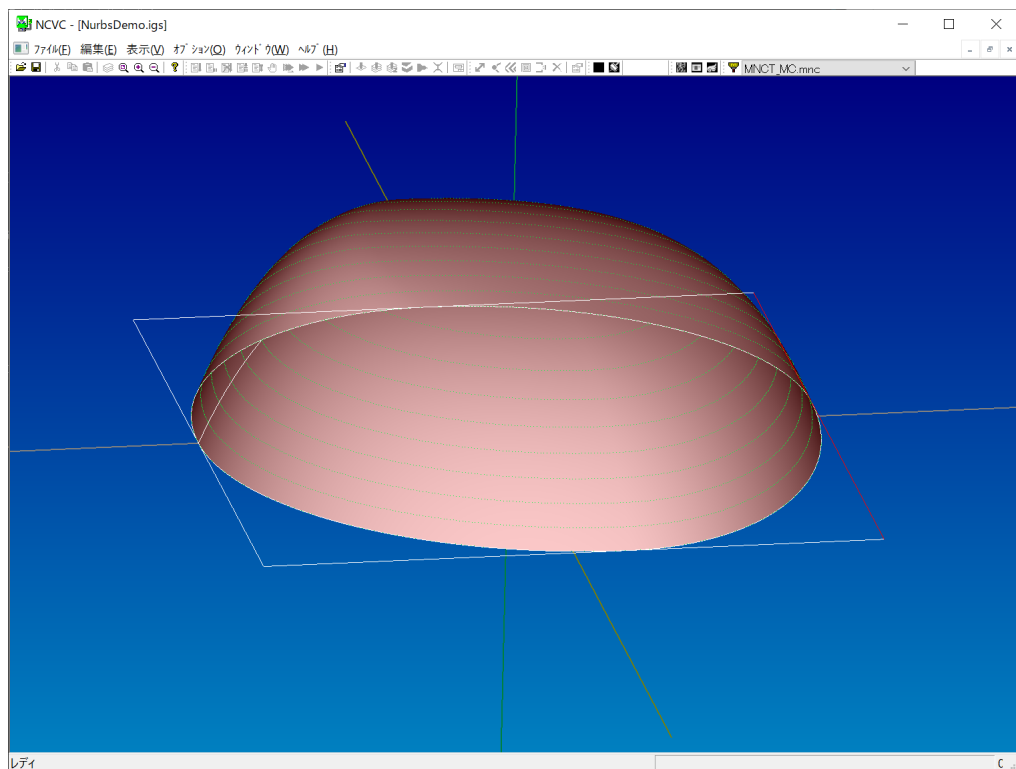 NCVC - [NurbsDemo.igs]
ファイル(F) 編集(E) 表示(V) オプション(O) ウィンドウ(W) ヘルプ(H)
MNCT_MC.mnc
レディ